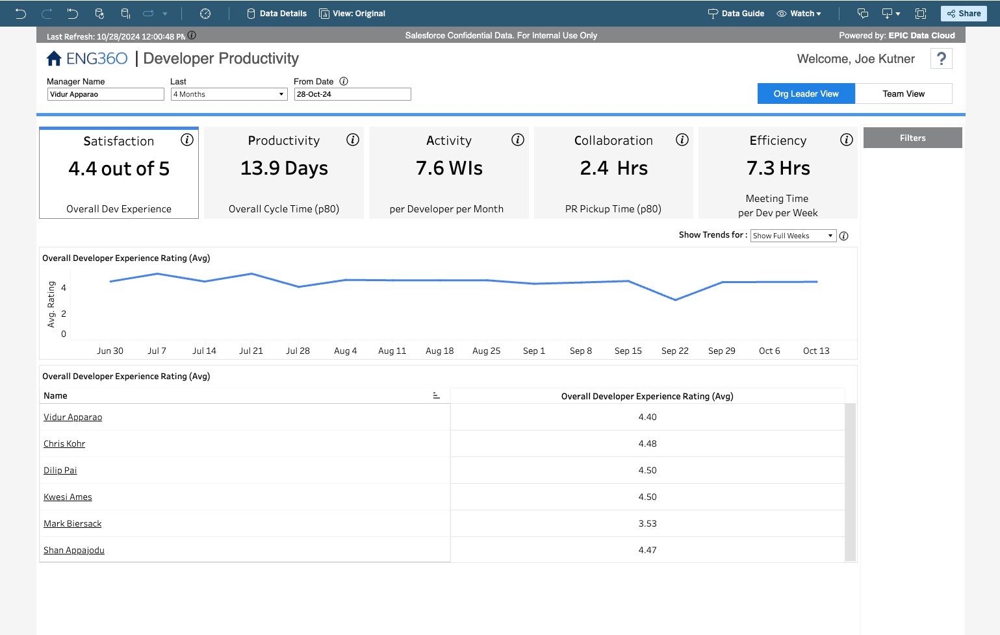 Data Details
View: Original
Data Guide
Watch
Share
Last Refresh: 10/28/2024 12:00:48 PM
Salesforce Confidential Data. For Internal Use Only
Powered by: EPIC Data Cloud
ENG360 | Developer Productivity
Welcome, Joe Kutner
?
Manager Name
Last
From Date
Vidur Apparao
4 Months
28-Oct-24
Org Leader View
Team View
Satisfaction
4.4 out of 5
Overall Dev Experience
Productivity
13.9 Days
Overall Cycle Time (p80)
Activity
7.6 WIs
per Developer per Month
Collaboration
2.4 Hrs
PR Pickup Time (p80)
Efficiency
7.3 Hrs
Meeting Time
per Dev per Week
Filters
Show Trends for :
Show Full Weeks
Overall Developer Experience Rating (Avg)
Avg. Rating
4
2
0
Jun 30
Jul 7
Jul 14
Jul 21
Jul 28
Aug 4
Aug 11
Aug 18
Aug 25
Sep 1
Sep 8
Sep 15
Sep 22
Sep 29
Oct 6
Oct 13
Overall Developer Experience Rating (Avg)
Name
Overall Developer Experience Rating (Avg)
Vidur Apparao
4.40
Chris Kohr
4.48
Dilip Pai
4.50
Kwesi Ames
4.50
Mark Biersack
3.53
Shan Appajodu
4.47